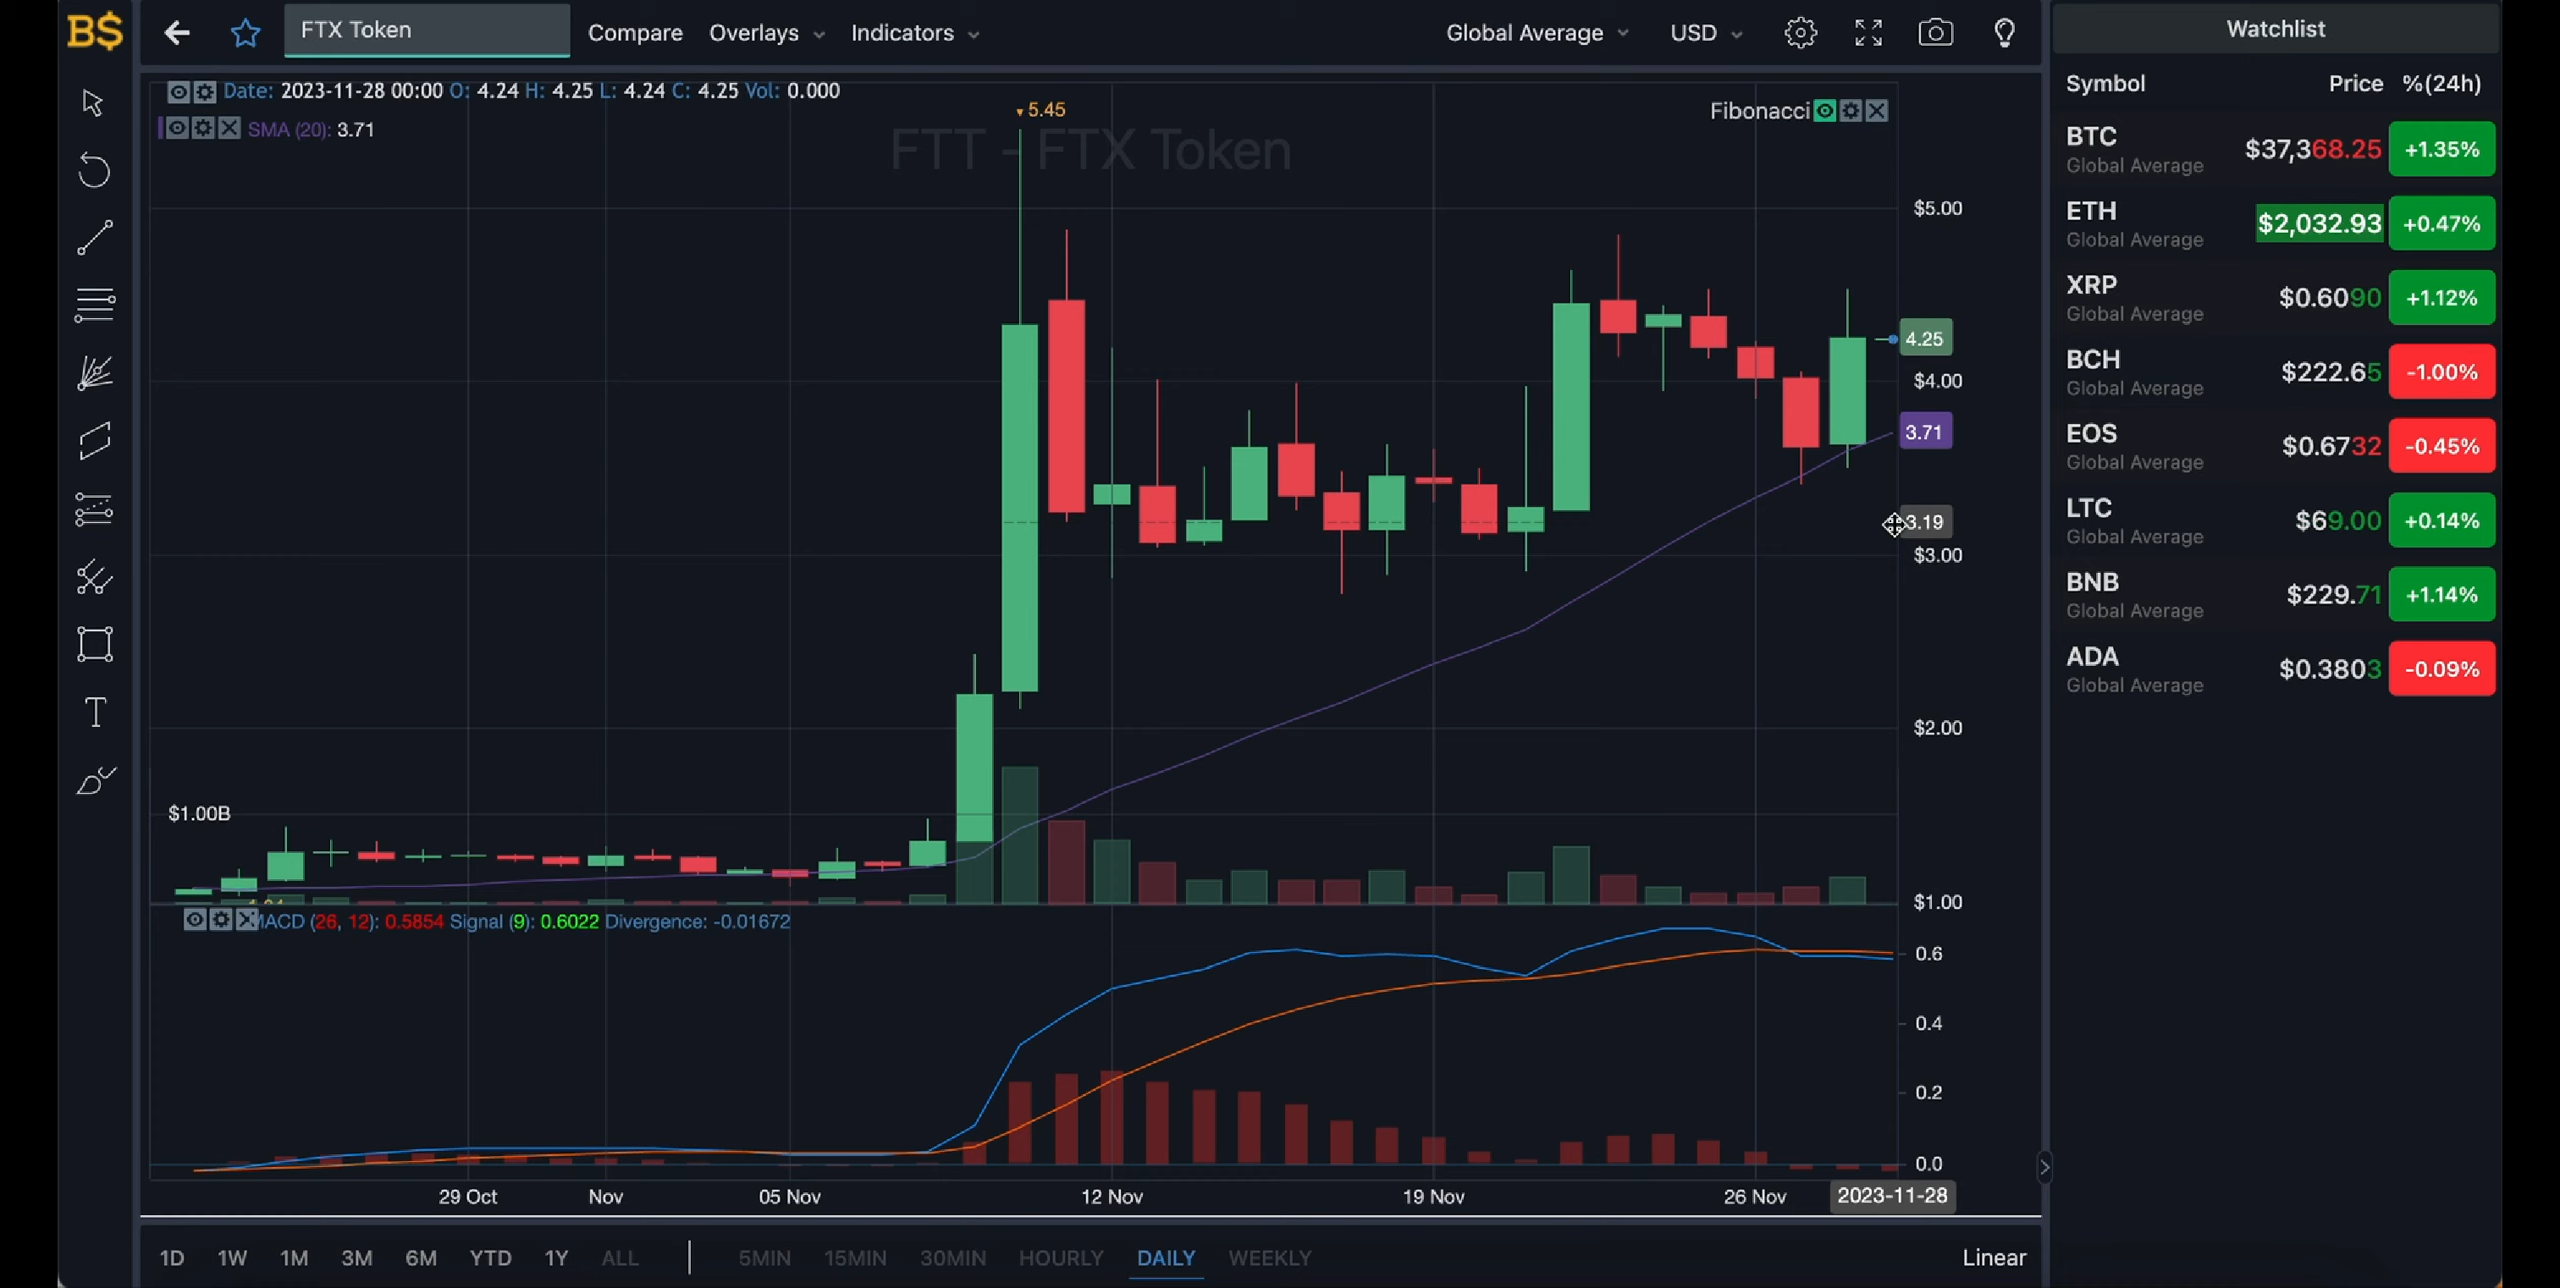 B$
FTX Token
Compare
Overlays
Indicators
Global Average
USD
Watchlist
Date: 2023-11-28 00:00 O: 4.24 H: 4.25 L: 4.24 C: 4.25 Vol: 0.000
SMA (20): 3.71
5.45
FTT - FTX Token
Fibonacci
$5.00
4.25
$4.00
3.71
3.19
$3.00
$2.00
$1.00B
$1.00
MACD (26, 12): 0.5854 Signal (9): 0.6022 Divergence: -0.01672
0.6
0.4
0.2
0.0
29 Oct
Nov
05 Nov
12 Nov
19 Nov
26 Nov
2023-11-28
1D 1W 1M 3M 6M YTD 1Y ALL
5MIN 15MIN 30MIN HOURLY DAILY WEEKLY
Linear
Symbol Price %(24h)
BTC $37,368.25 +1.35%
Global Average
ETH $2,032.93 +0.47%
Global Average
XRP $0.6090 +1.12%
Global Average
BCH $222.65 -1.00%
Global Average
EOS $0.6732 -0.45%
Global Average
LTC $69.00 +0.14%
Global Average
BNB $229.71 +1.14%
Global Average
ADA $0.3803 -0.09%
Global Average